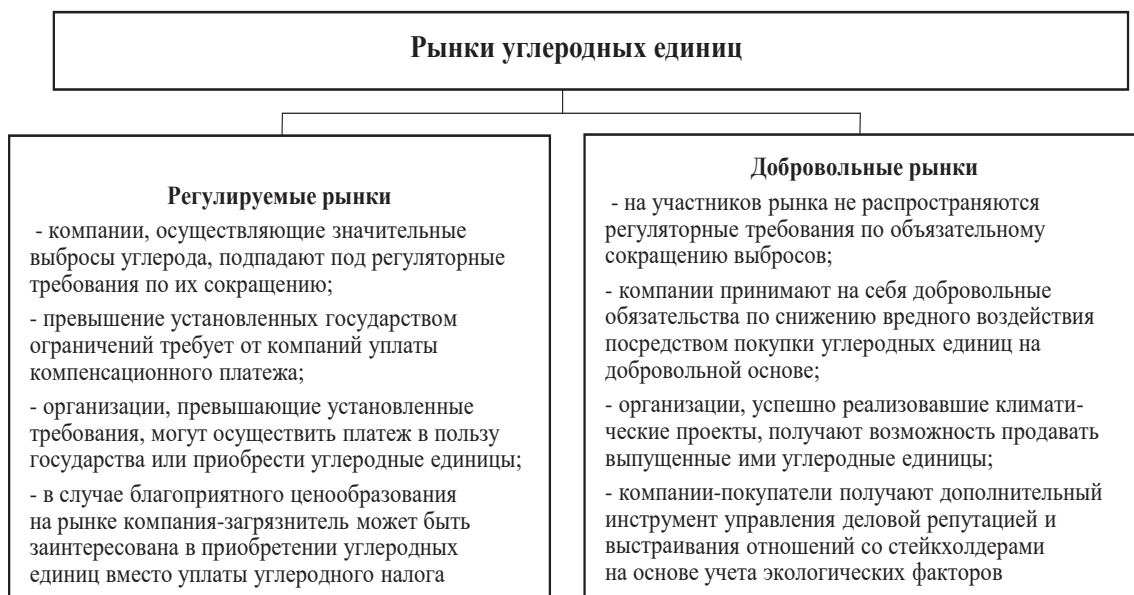 Рынки углеродных единиц
Регулируемые рынки
- компании, осуществляющие значительные
выбросы углерода, подпадают под регуляторные
требования по их сокращению;
- превышение установленных государством
ограничений требует от компаний уплаты
компенсационного платежа;
- организации, превышающие установленные
требования, могут осуществить платеж в пользу
государства или приобрести углеродные единицы;
- в случае благоприятного ценообразования
на рынке компания-загрязнитель может быть
заинтересована в приобретении углеродных
единиц вместо уплаты углеродного налога
Добровольные рынки
- на участников рынка не распространяются
регуляторные требования по объязательному
сокращению выбросов;
- компании принимают на себя добровольные
обязательства по снижению вредного воздействия
посредством покупки углеродных единиц на
добровольной основе;
- организации, успешно реализовавшие климати-
ческие проекты, получают возможность продавать
выпущенные ими углеродные единицы;
- компании-покупатели получают дополнительный
инструмент управления деловой репутацией и
выстраивания отношений со стейкхолдерами
на основе учета экологических факторов